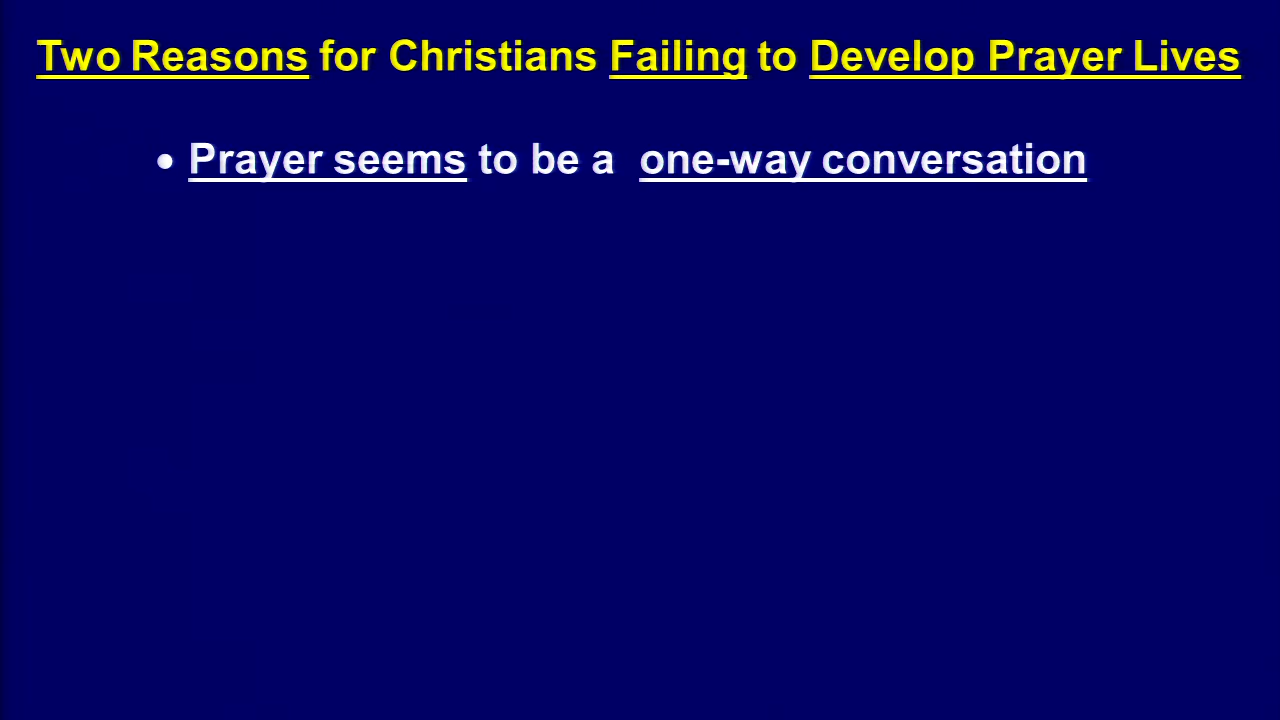 Two Reasons for Christians Failing to Develop Prayer Lives
• Prayer seems to be a one-way conversation